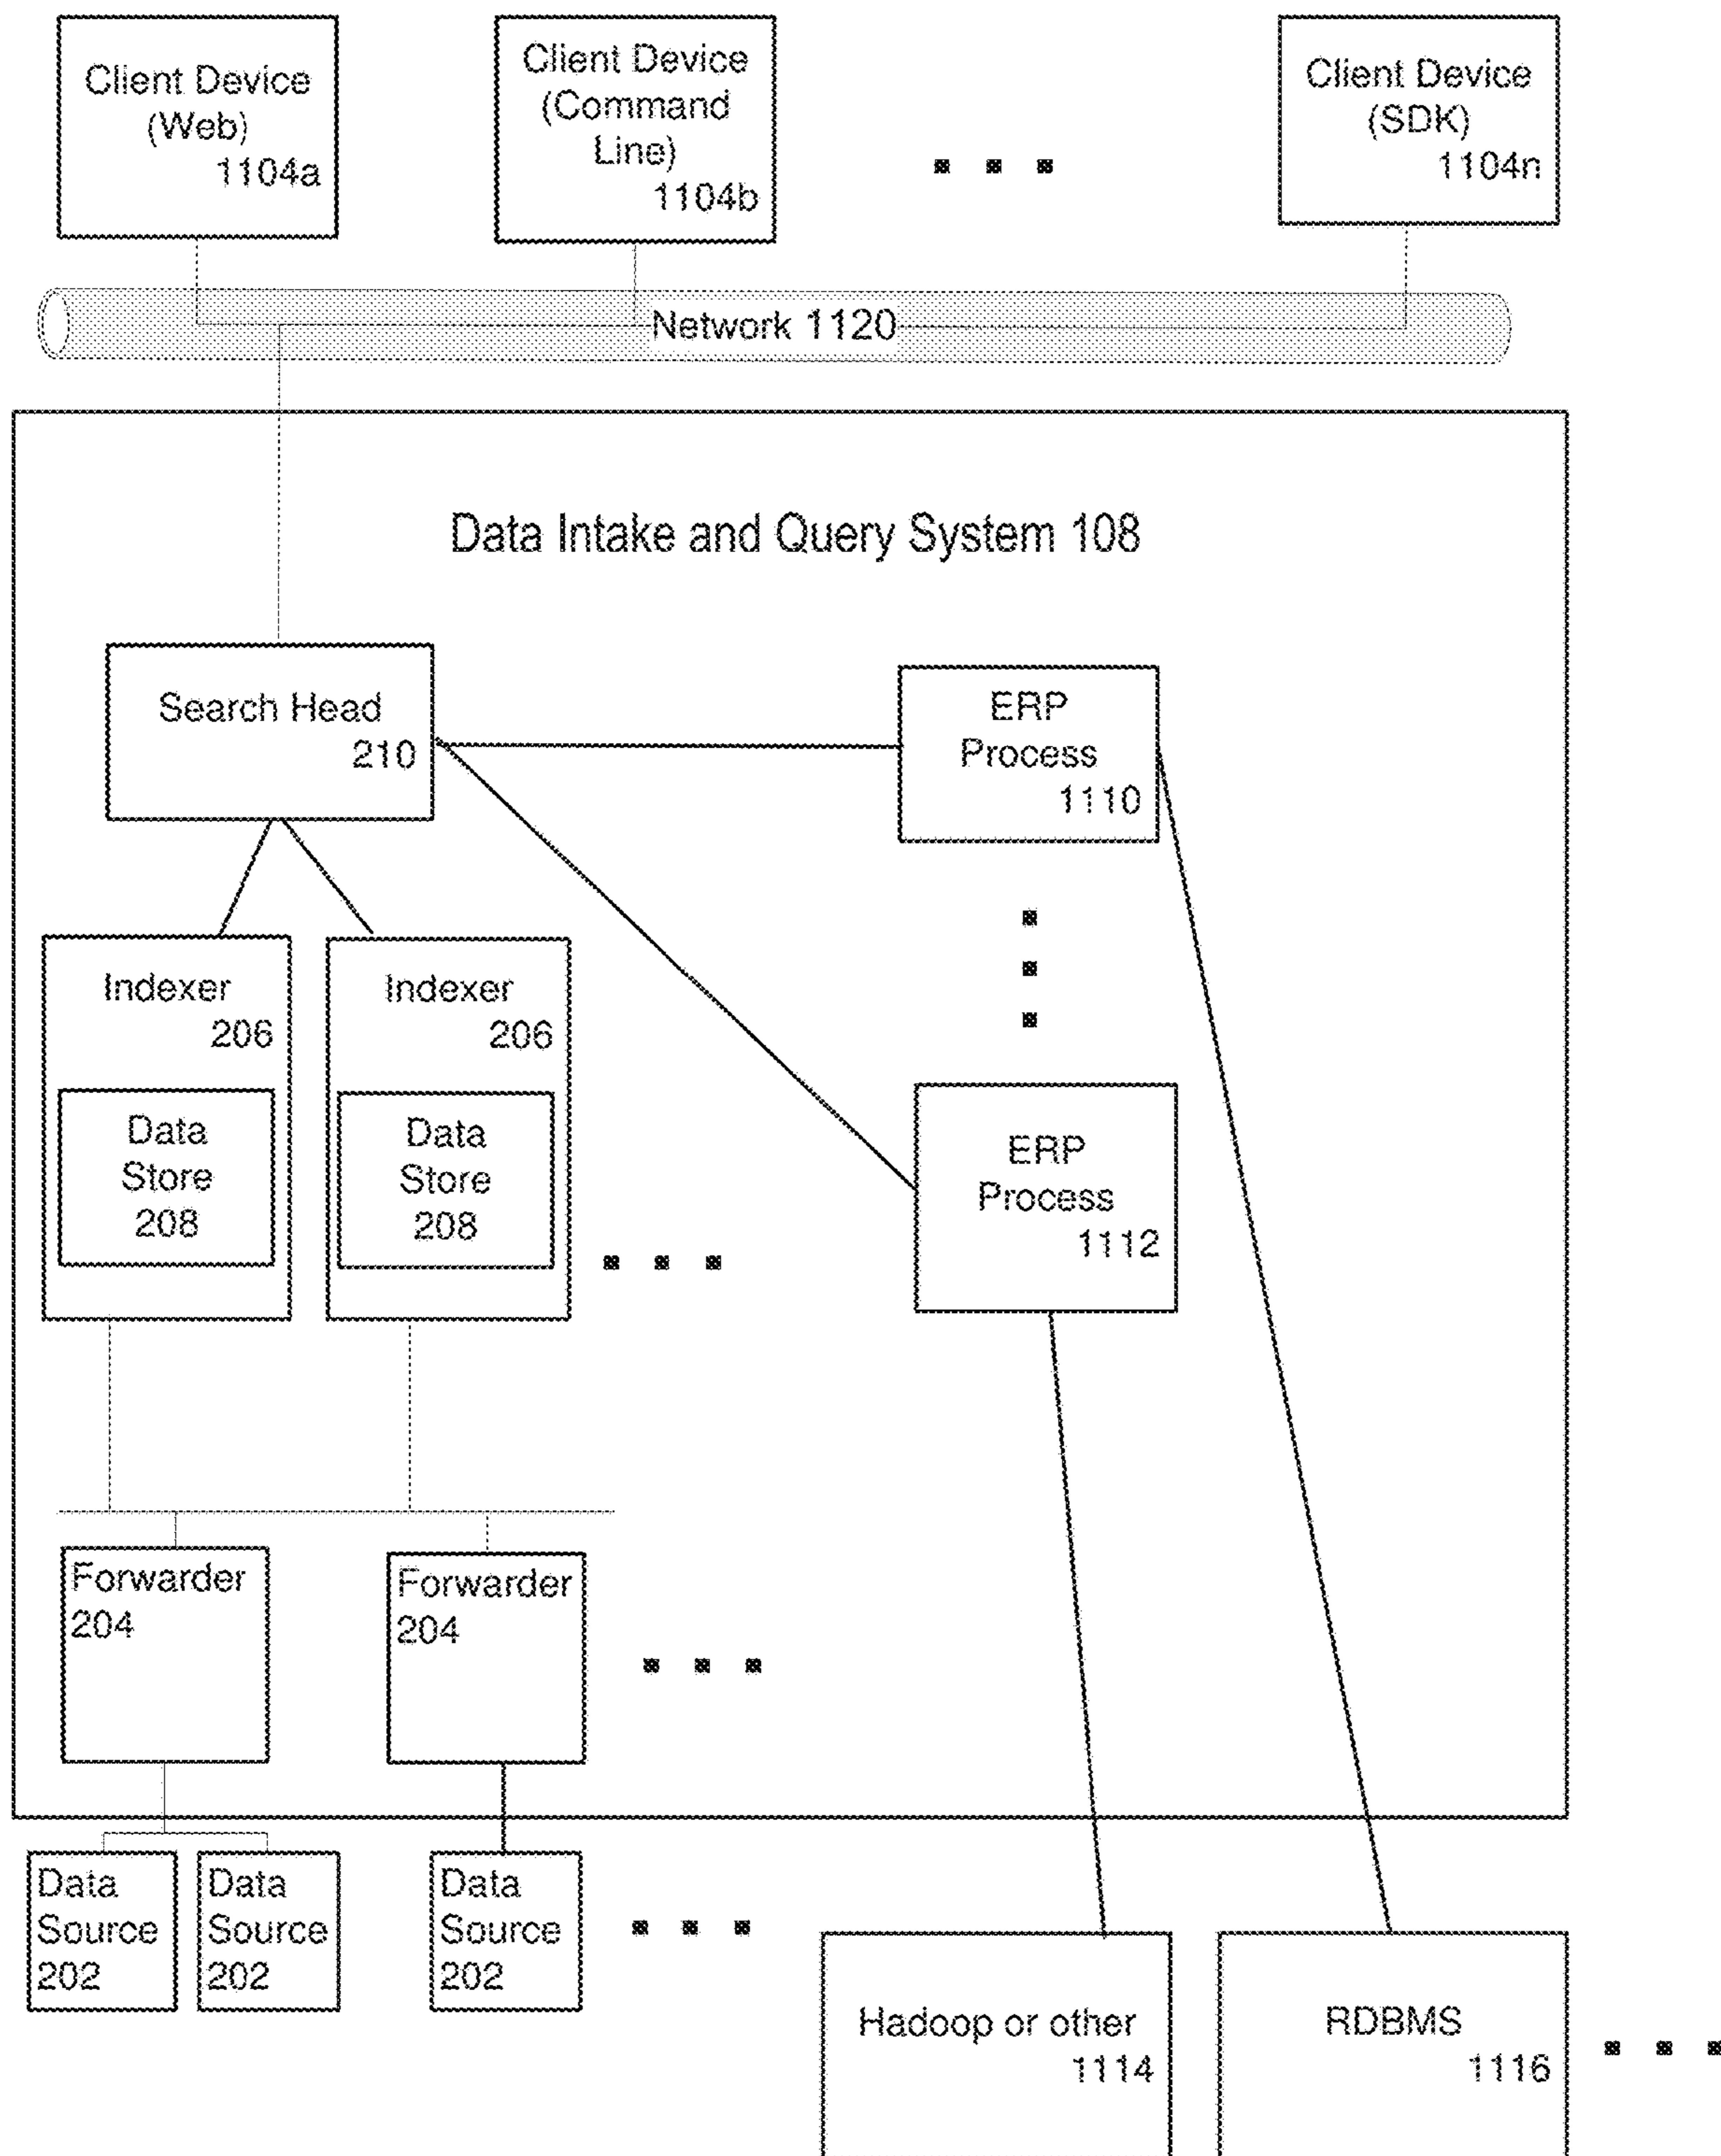 Client Device
(Web)
1104a
Client Device
(Command
Line)
1104b
Client Device
(SDK)
1104n
Network 1120
Data Intake and Query System 108
Search Head
210
ERP
Process
1110
Indexer
206
Data
Store
208
Indexer
206
Data
Store
208
ERP
Process
1112
Forwarder
204
Forwarder
204
Data
Source
202
Data
Source
202
Data
Source
202
Hadoop or other
1114
RDBMS
1116